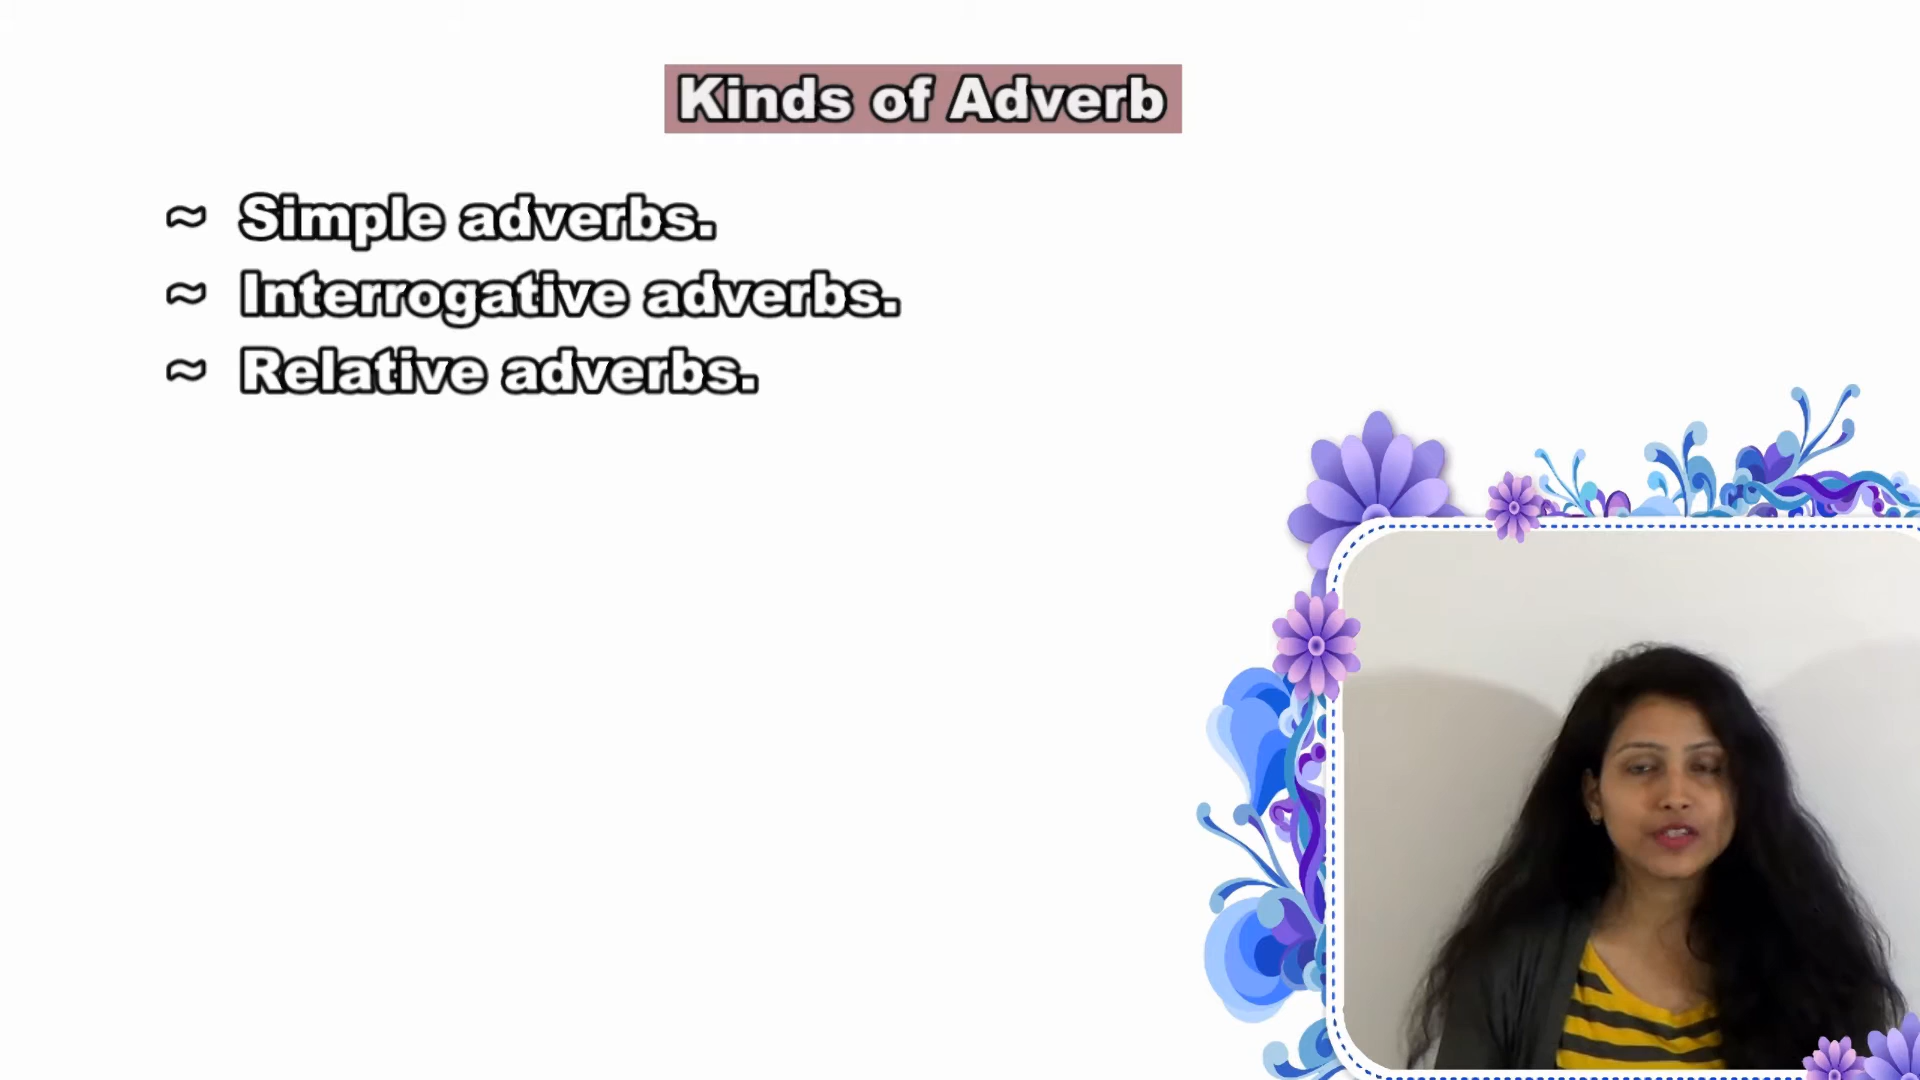 Kinds of Adverb
≈ Simple adverbs.
≈ Interrogative adverbs.
≈ Relative adverbs.